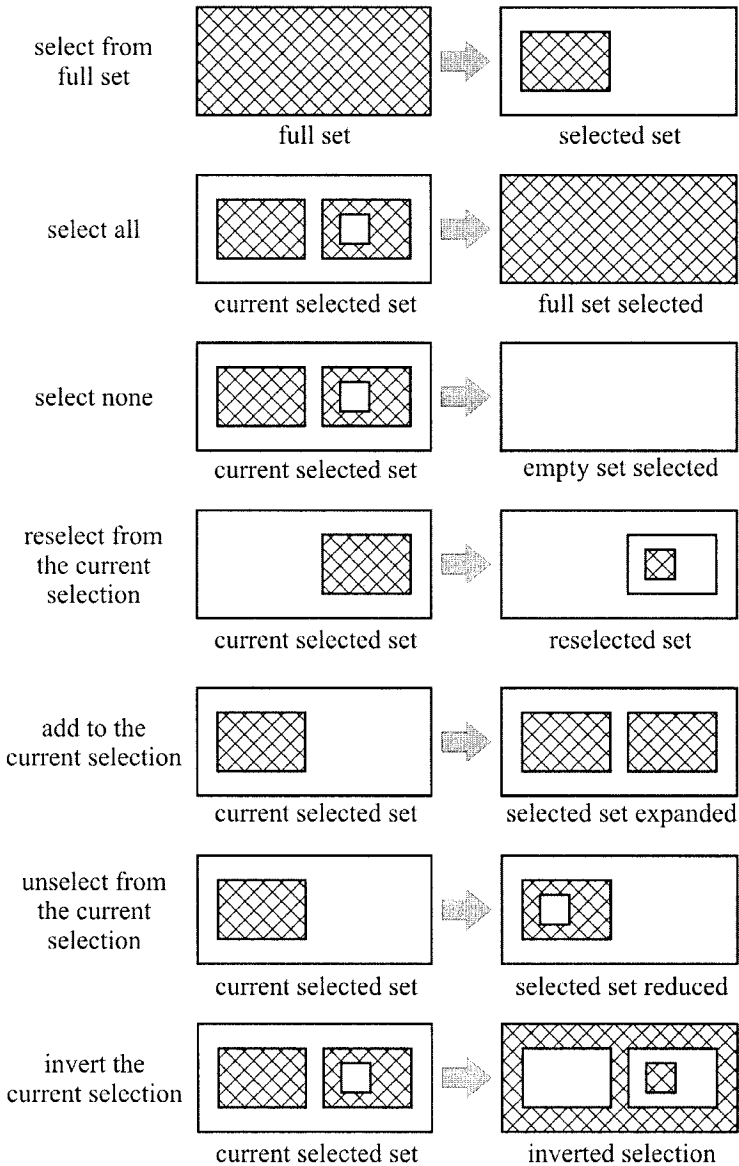 select from
full set
full set
selected set
select all
current selected set
full set selected
select none
current selected set
empty set selected
reselect from
the current
selection
current selected set
reselected set
add to the
current selection
current selected set
selected set expanded
unselect from
the current
selection
current selected set
selected set reduced
invert the
current selection
current selected set
inverted selection